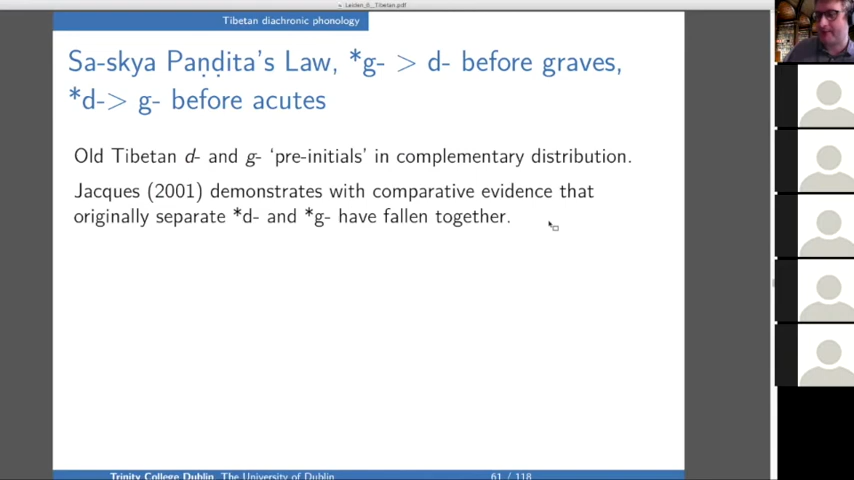 Leiden_6__Tibetan.pdf
Tibetan diachronic phonology
Sa-skya Paṇḍita's Law, *g- > d- before graves,
*d-> g- before acutes
Old Tibetan d- and g- ‘pre-initials’ in complementary distribution.
Jacques (2001) demonstrates with comparative evidence that
originally separate *d- and *g- have fallen together.
Trinity College Dublin, The University of Dublin
61 / 118